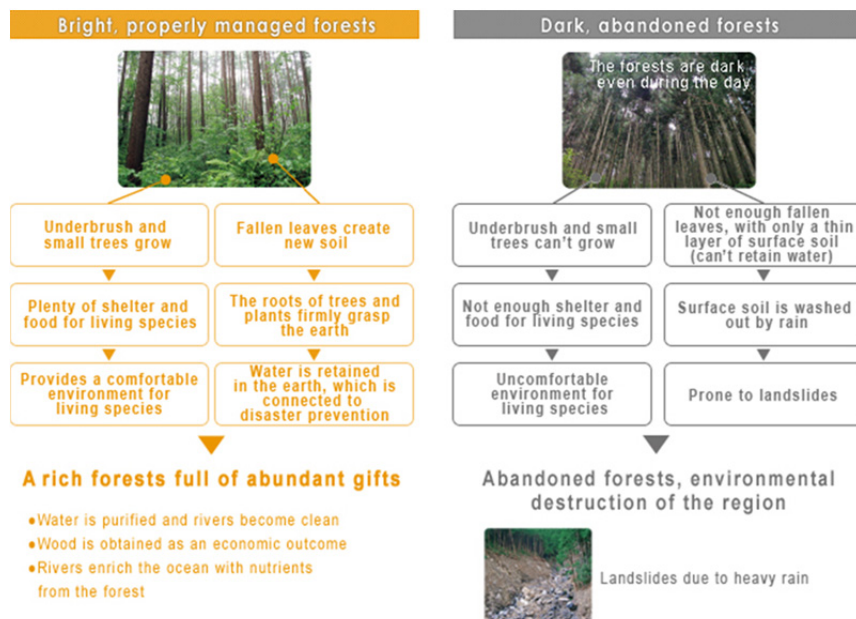 Bright, properly managed forests
Underbrush and
small trees grow
Fallen leaves create
new soil
Plenty of shelter and
food for living species
The roots of trees and
plants firmly grasp
the earth
Provides a comfortable
environment for
living species
Water is retained
in the earth, which is
connected to
disaster prevention
A rich forests full of abundant gifts
●Water is purified and rivers become clean
●Wood is obtained as an economic outcome
●Rivers enrich the ocean with nutrients
from the forest
Dark, abandoned forests
The forests are dark
even during the day
Underbrush and small
trees can't grow
Not enough fallen
leaves, with only a thin
layer of surface soil
(can't retain water)
Not enough shelter and
food for living species
Surface soil is washed
out by rain
Uncomfortable
environment for
living species
Prone to landslides
Abandoned forests, environmental
destruction of the region
Landslides due to heavy rain